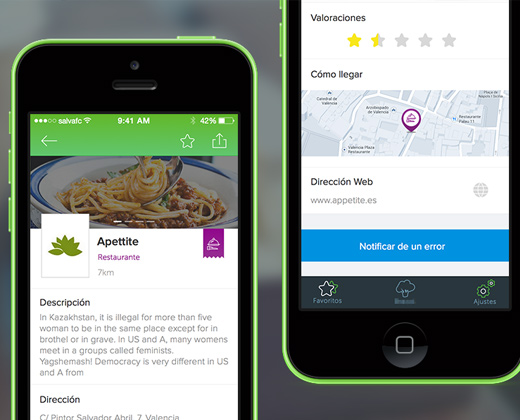 ●●●○○ salvafc 9:41 AM 42%
Apettite
Restaurante
7km
Descripción
In Kazakhstan, it is illegal for more than five
woman to be in the same place except for in
brothel or in grave. In US and A, many womens
meet in a groups called feminists.
Yagshemash! Democracy is very different in US
and A from
Dirección
C/ Pintor Salvador Abril, 7, Valencia
Valoraciones
Cómo llegar
Catedral de
Valencia
Arzobispado
de Valencia
Valencia Plaza
Restaurante
Restaurante
Palau 11
Dirección Web
www.appetite.es
Notificar de un error
Favoritos
Ajustes